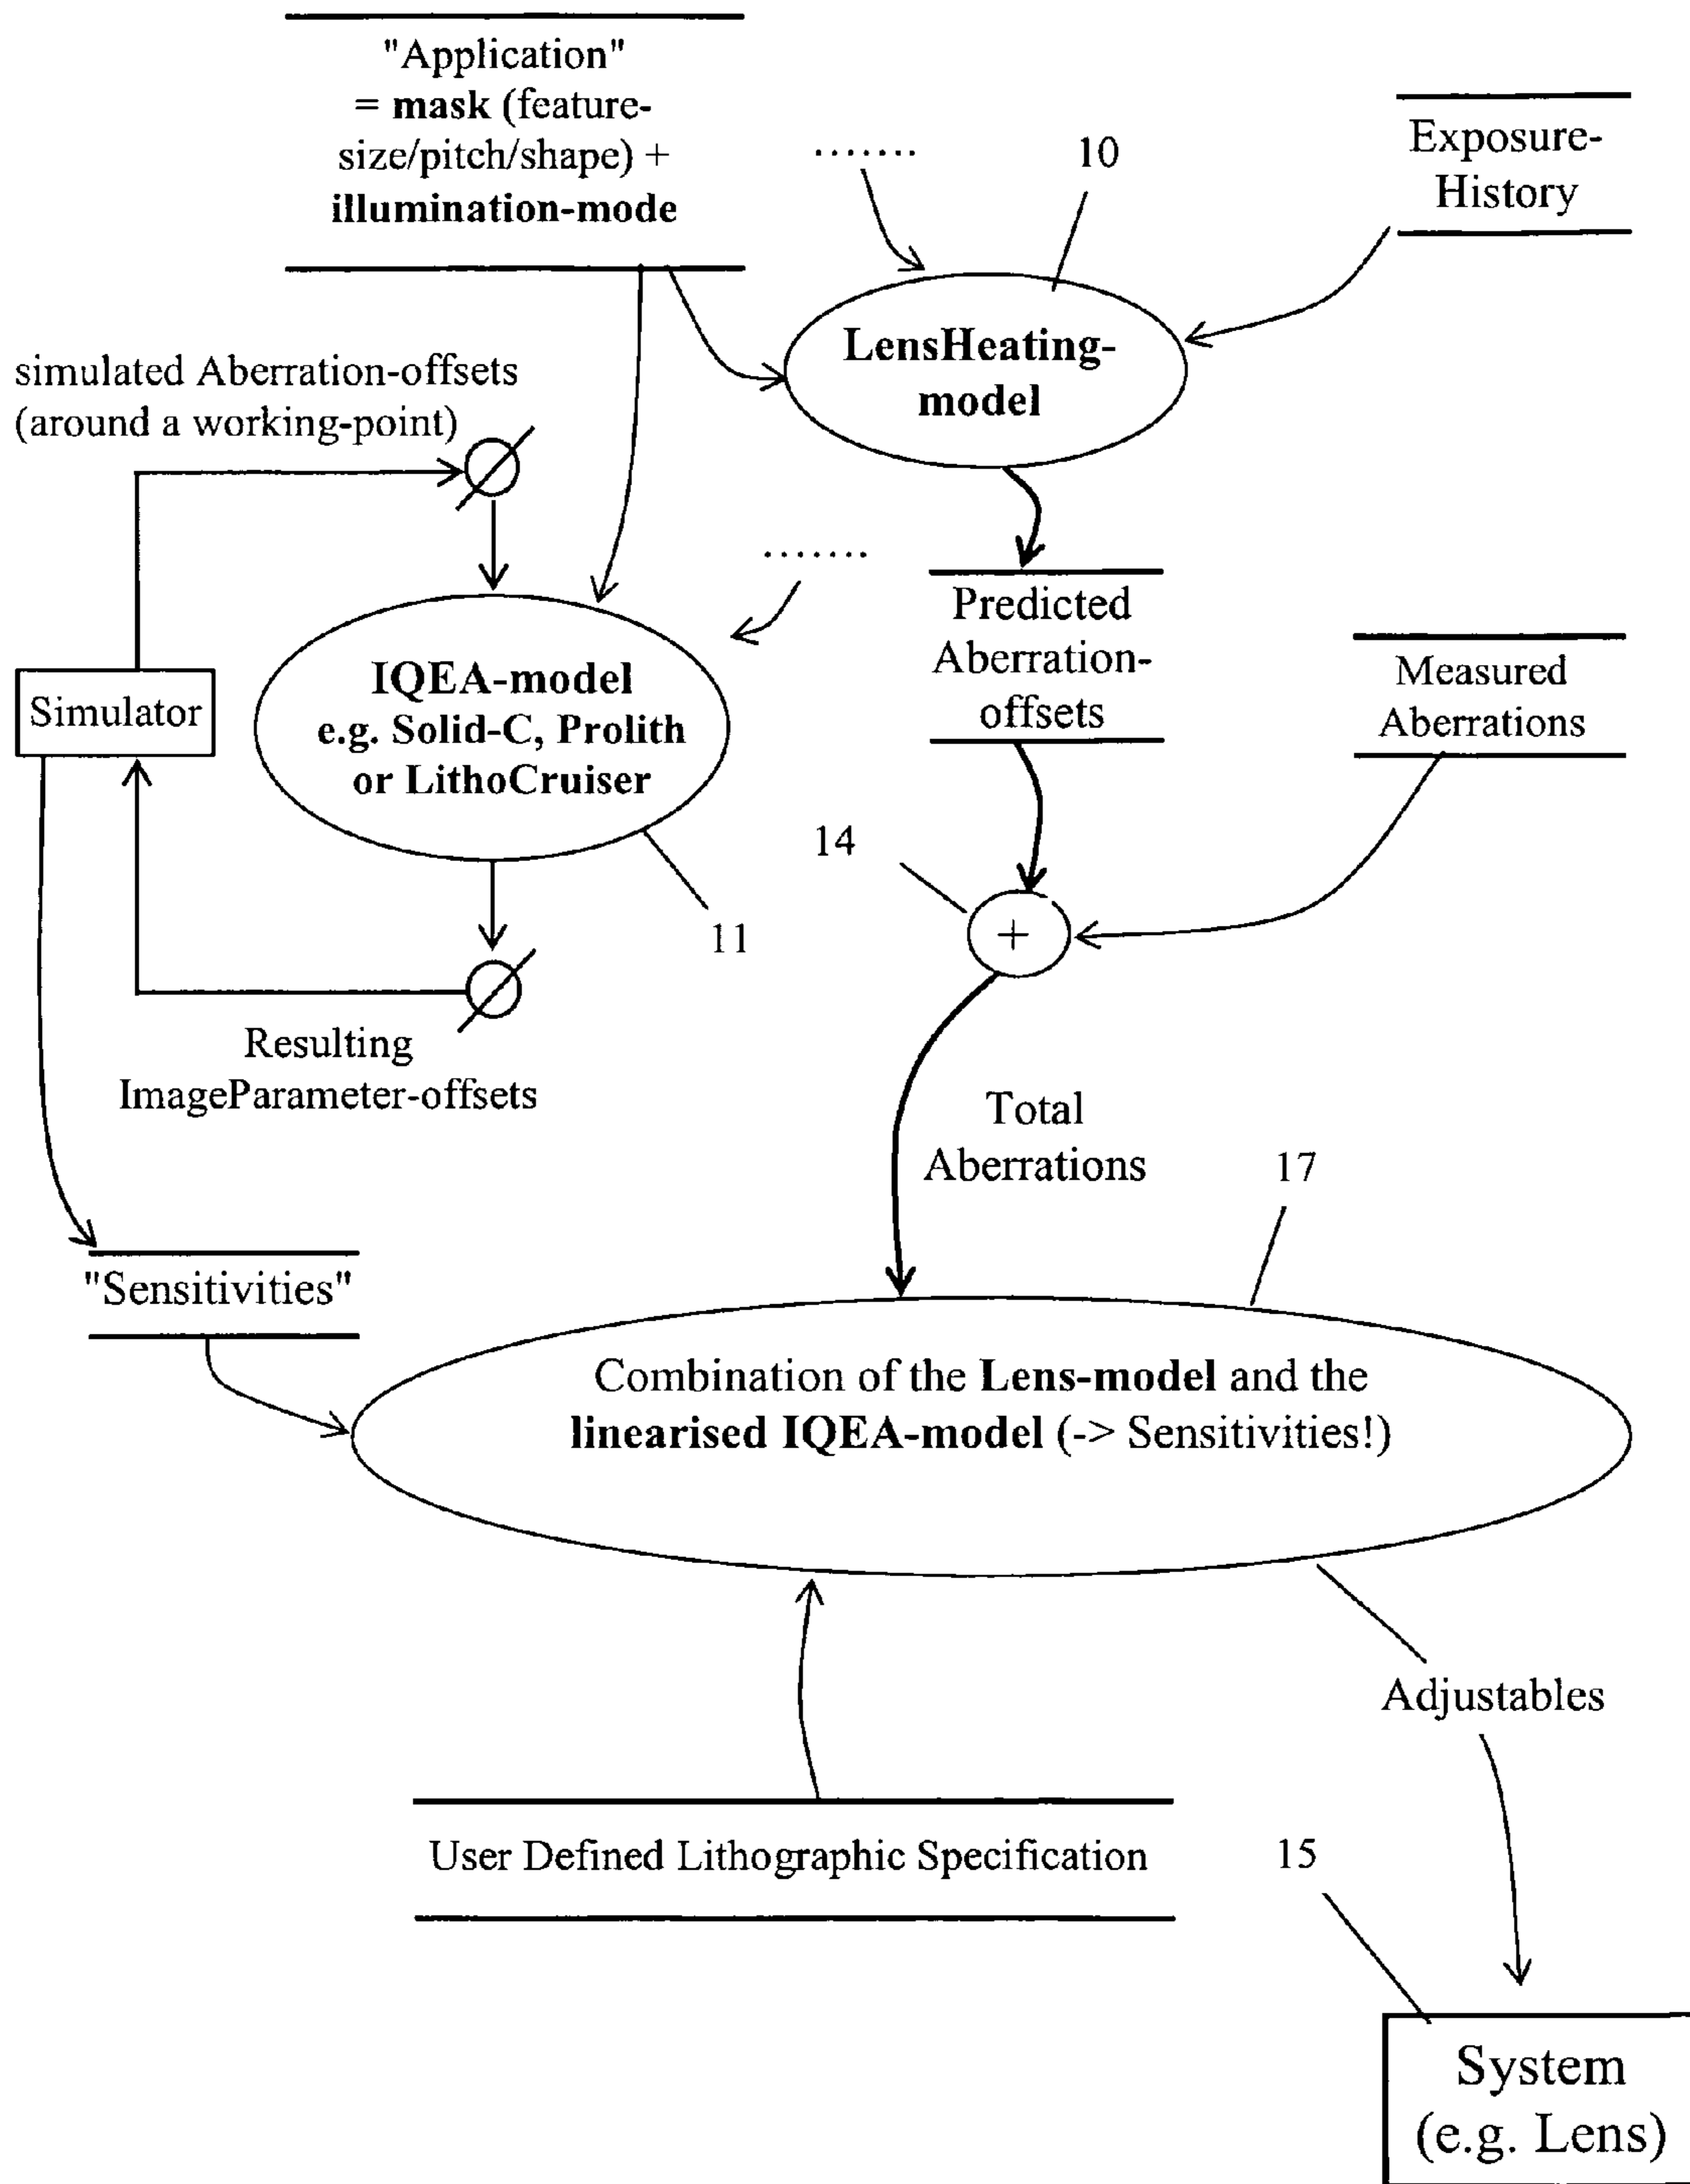 "Application"
= mask (feature-
size/pitch/shape) +
illumination-mode
.......
10
Exposure-
History
LensHeating-
model
simulated Aberration-offsets
(around a working-point)
.......
Predicted
Aberration-
offsets
Measured
Aberrations
Simulator
IQEA-model
e.g. Solid-C, Prolith
or LithoCruiser
14
11
+
Resulting
ImageParameter-offsets
Total
Aberrations
17
"Sensitivities"
Combination of the Lens-model and the
linearised IQEA-model (-> Sensitivities!)
Adjustables
User Defined Lithographic Specification
15
System
(e.g. Lens)